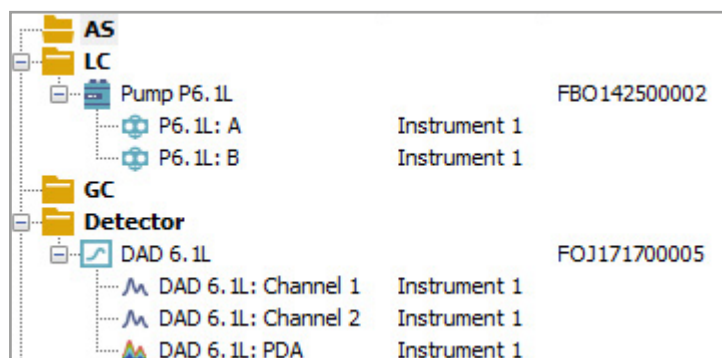 AS
LC
Pump P6.1L FBO142500002
P6.1L: A Instrument 1
P6.1L: B Instrument 1
GC
Detector
DAD 6.1L FOJ171700005
DAD 6.1L: Channel 1 Instrument 1
DAD 6.1L: Channel 2 Instrument 1
DAD 6.1L: PDA Instrument 1